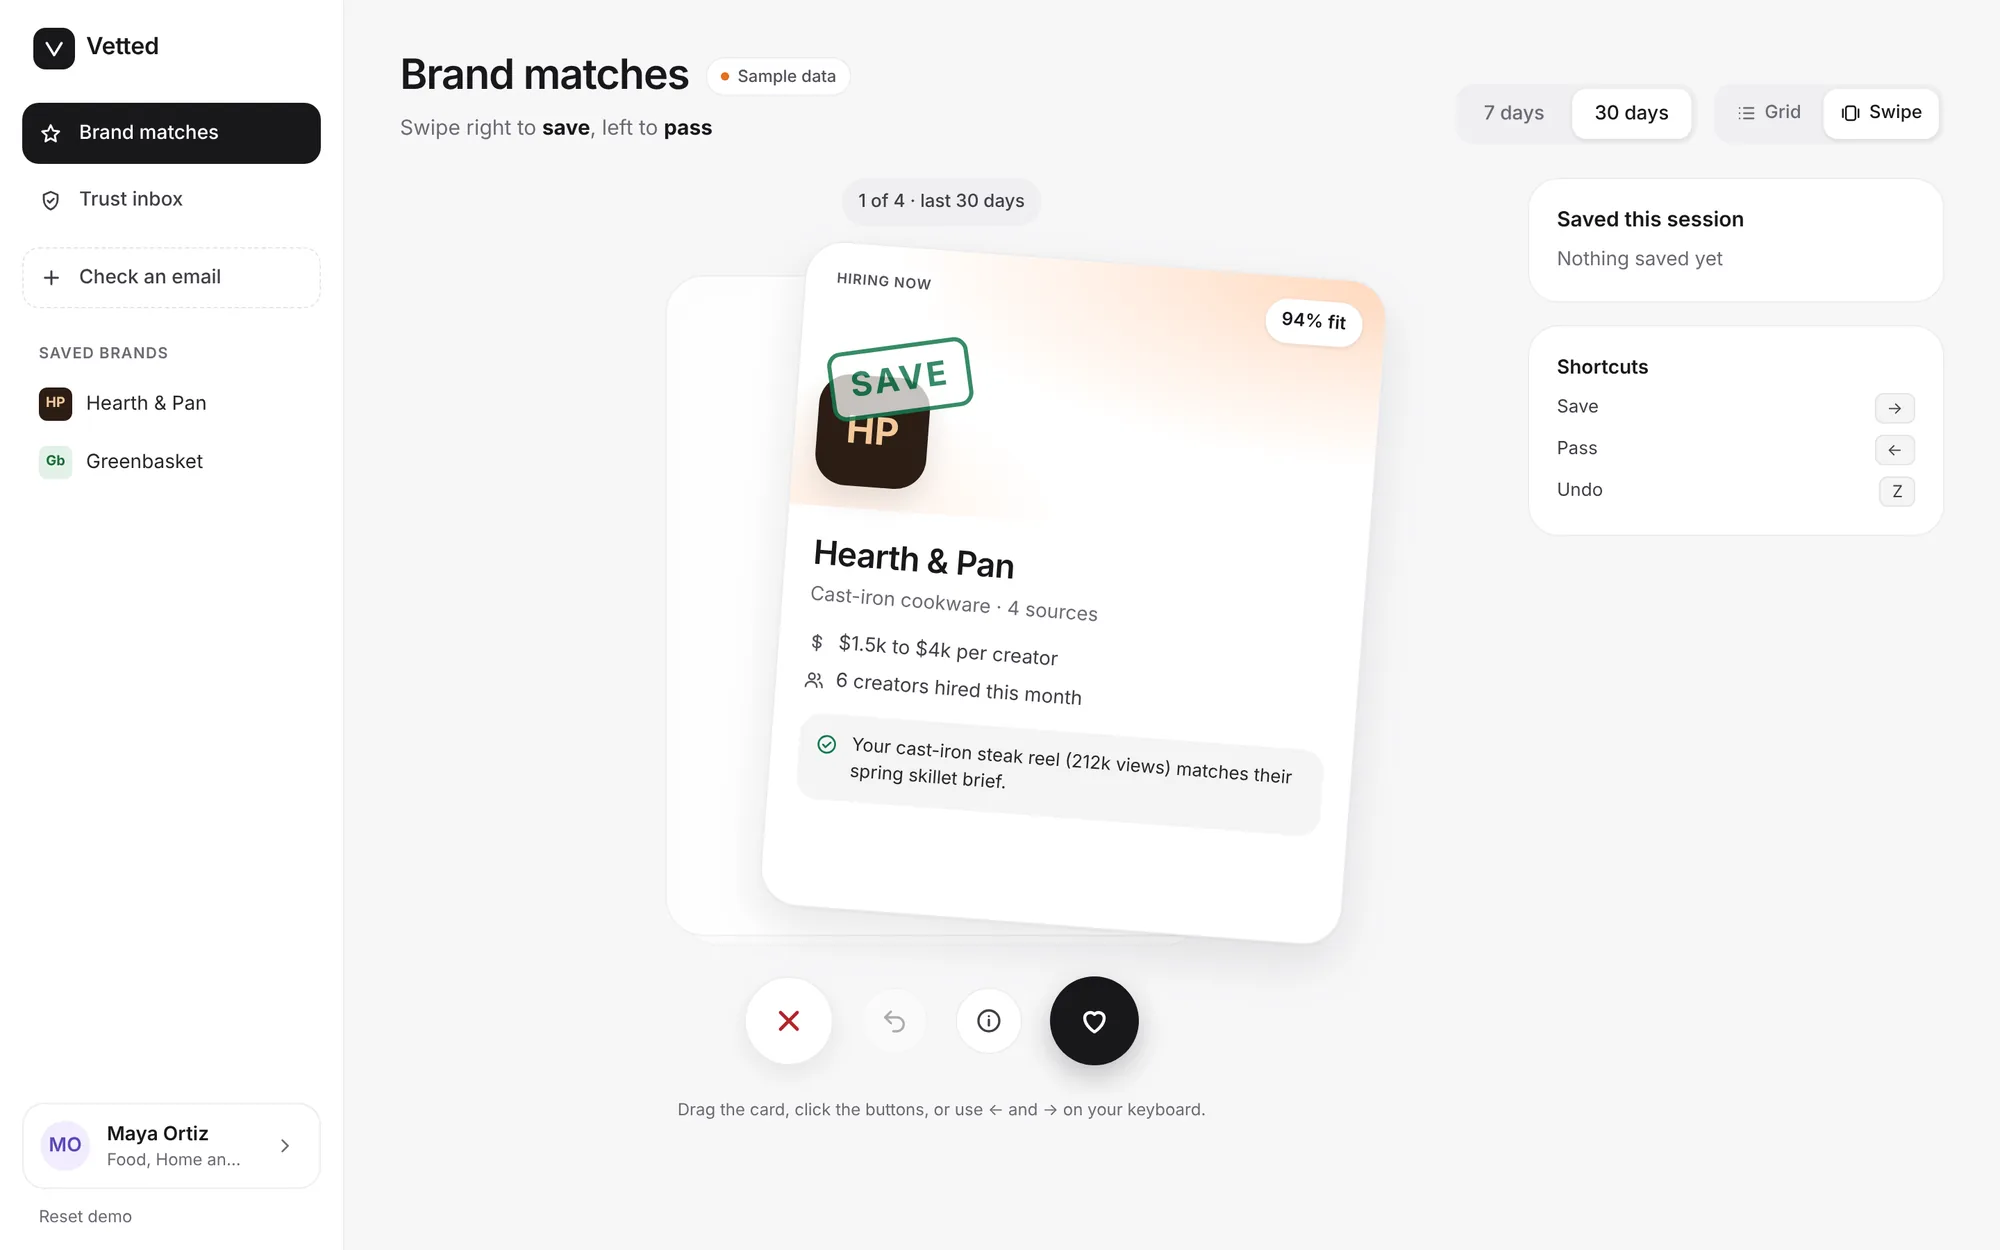 Vetted
Brand matches
Trust inbox
Check an email
SAVED BRANDS
HP Hearth & Pan
Gb Greenbasket
MO
Maya Ortiz
Food, Home an...
Reset demo
Brand matches
Sample data
Swipe right to save, left to pass
7 days 30 days
Grid Swipe
1 of 4 · last 30 days
HIRING NOW
94% fit
SAVE
HP
Hearth & Pan
Cast-iron cookware · 4 sources
$ $1.5k to $4k per creator
6 creators hired this month
Your cast-iron steak reel (212k views) matches their
spring skillet brief.
Drag the card, click the buttons, or use ← and → on your keyboard.
Saved this session
Nothing saved yet
Shortcuts
Save →
Pass ←
Undo Z